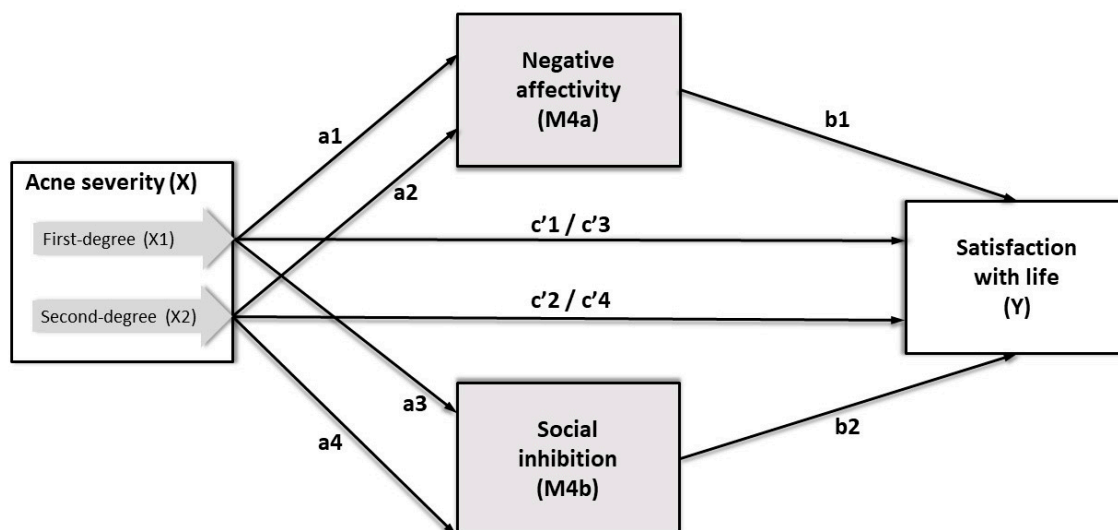 Negative
affectivity
(M4a)
a1
b1
Acne severity (X)
a2
First-degree (X1)
c’1 / c’3
Satisfaction
with life
(Y)
Second-degree (X2)
c’2 / c’4
a3
a4
Social
inhibition
(M4b)
b2